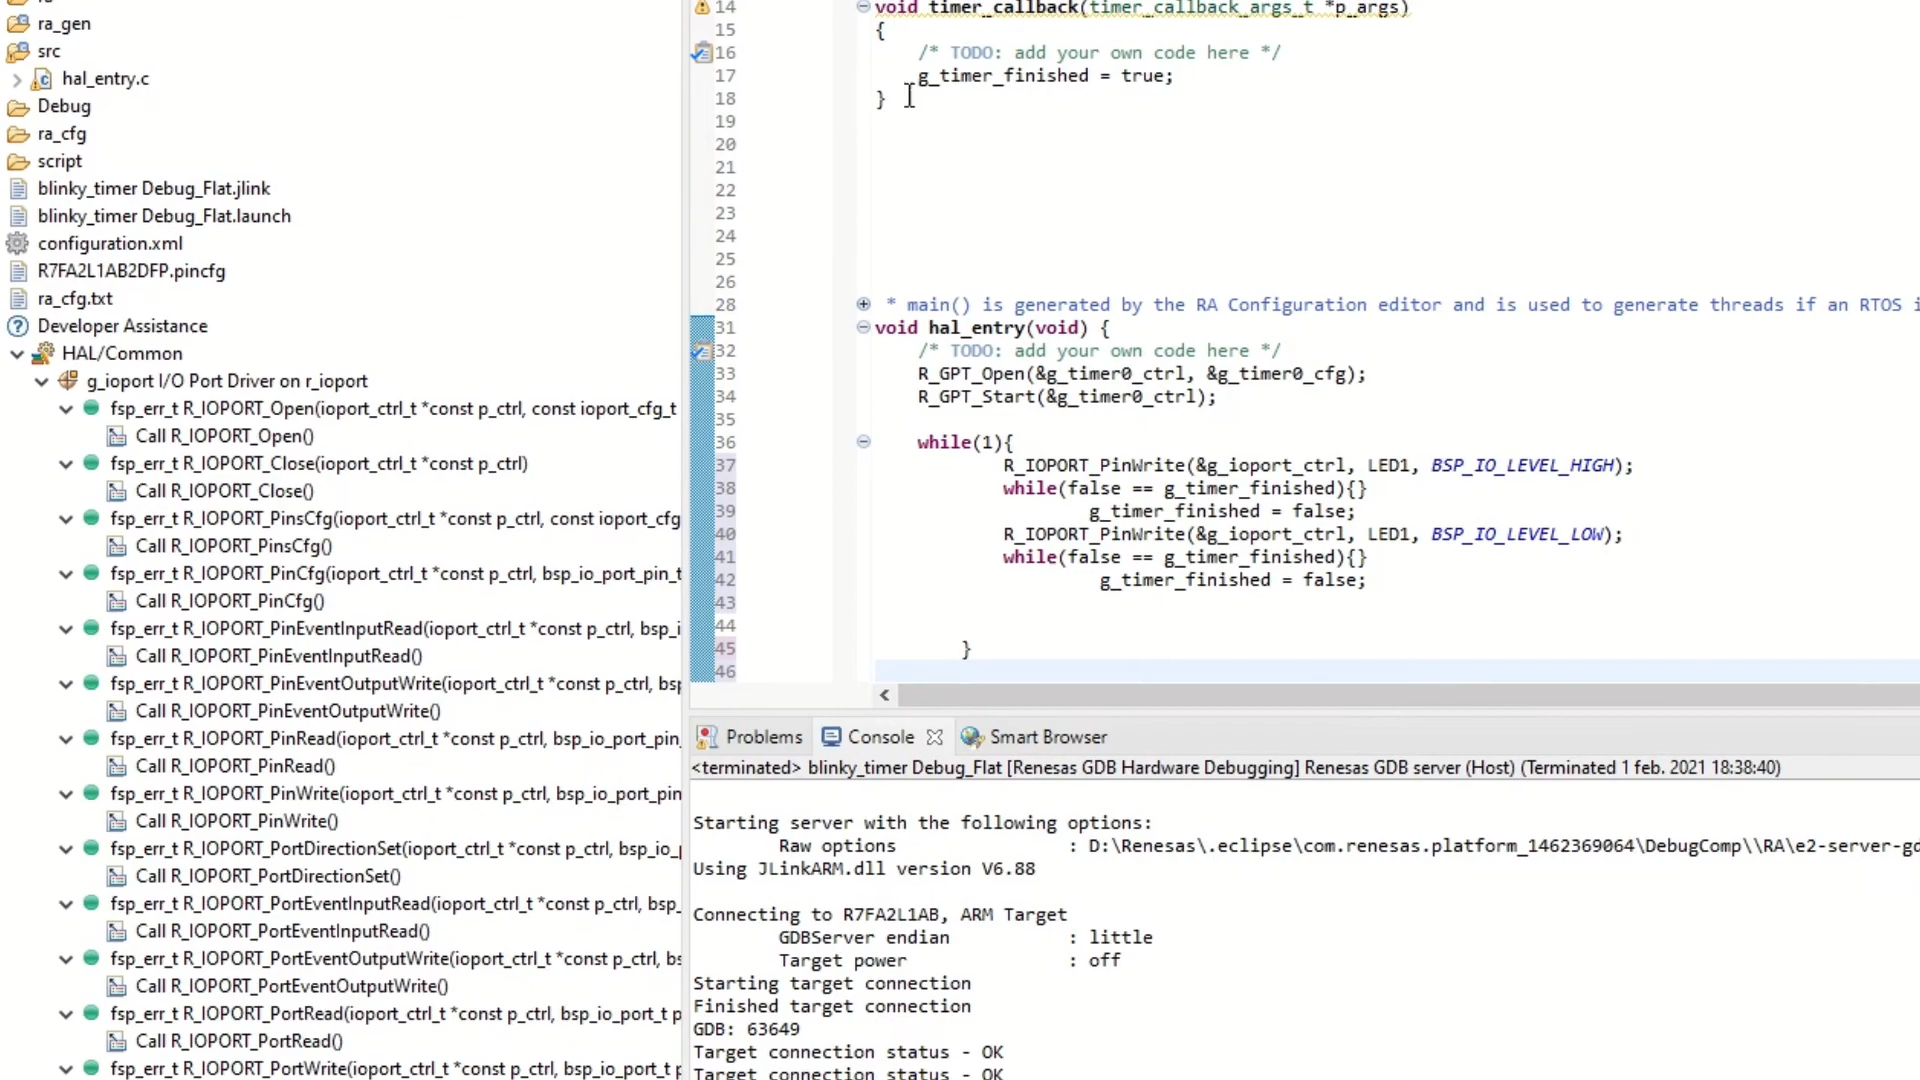 ra
ra_gen
src
hal_entry.c
Debug
ra_cfg
script
blinky_timer Debug_Flat.jlink
blinky_timer Debug_Flat.launch
configuration.xml
R7FA2L1AB2DFP.pincfg
ra_cfg.txt
Developer Assistance
HAL/Common
g_ioport I/O Port Driver on r_ioport
fsp_err_t R_IOPORT_Open(ioport_ctrl_t *const p_ctrl, const ioport_cfg_t
Call R_IOPORT_Open()
fsp_err_t R_IOPORT_Close(ioport_ctrl_t *const p_ctrl)
Call R_IOPORT_Close()
fsp_err_t R_IOPORT_PinsCfg(ioport_ctrl_t *const p_ctrl, const ioport_cfg
Call R_IOPORT_PinsCfg()
fsp_err_t R_IOPORT_PinCfg(ioport_ctrl_t *const p_ctrl, bsp_io_port_pin_t
Call R_IOPORT_PinCfg()
fsp_err_t R_IOPORT_PinEventInputRead(ioport_ctrl_t *const p_ctrl, bsp_i
Call R_IOPORT_PinEventInputRead()
fsp_err_t R_IOPORT_PinEventOutputWrite(ioport_ctrl_t *const p_ctrl, bsp
Call R_IOPORT_PinEventOutputWrite()
fsp_err_t R_IOPORT_PinRead(ioport_ctrl_t *const p_ctrl, bsp_io_port_pin_
Call R_IOPORT_PinRead()
fsp_err_t R_IOPORT_PinWrite(ioport_ctrl_t *const p_ctrl, bsp_io_port_pin
Call R_IOPORT_PinWrite()
fsp_err_t R_IOPORT_PortDirectionSet(ioport_ctrl_t *const p_ctrl, bsp_io_p
Call R_IOPORT_PortDirectionSet()
fsp_err_t R_IOPORT_PortEventInputRead(ioport_ctrl_t *const p_ctrl, bsp_
Call R_IOPORT_PortEventInputRead()
fsp_err_t R_IOPORT_PortEventOutputWrite(ioport_ctrl_t *const p_ctrl, bs
Call R_IOPORT_PortEventOutputWrite()
fsp_err_t R_IOPORT_PortRead(ioport_ctrl_t *const p_ctrl, bsp_io_port_t p
Call R_IOPORT_PortRead()
fsp_err_t R_IOPORT_PortWrite(ioport_ctrl_t *const p_ctrl, bsp_io_port_t p
14 void timer_callback(timer_callback_args_t *p_args)
15 {
16 /* TODO: add your own code here */
17 g_timer_finished = true;
18 }
19
20
21
22
23
24
25
26
28 * main() is generated by the RA Configuration editor and is used to generate threads if an RTOS i
31 void hal_entry(void) {
32 /* TODO: add your own code here */
33 R_GPT_Open(&g_timer0_ctrl, &g_timer0_cfg);
34 R_GPT_Start(&g_timer0_ctrl);
35
36 while(1){
37 R_IOPORT_PinWrite(&g_ioport_ctrl, LED1, BSP_IO_LEVEL_HIGH);
38 while(false == g_timer_finished){}
39 g_timer_finished = false;
40 R_IOPORT_PinWrite(&g_ioport_ctrl, LED1, BSP_IO_LEVEL_LOW);
41 while(false == g_timer_finished){}
42 g_timer_finished = false;
43
44
45 }
46
Problems Console Smart Browser
<terminated> blinky_timer Debug_Flat [Renesas GDB Hardware Debugging] Renesas GDB server (Host) (Terminated 1 feb. 2021 18:38:40)
Starting server with the following options:
Raw options : D:\Renesas\.eclipse\com.renesas.platform_1462369064\DebugComp\\RA\e2-server-gd
Using JLinkARM.dll version V6.88
Connecting to R7FA2L1AB, ARM Target
GDBServer endian : little
Target power : off
Starting target connection
Finished target connection
GDB: 63649
Target connection status - OK
Target connection status - OK